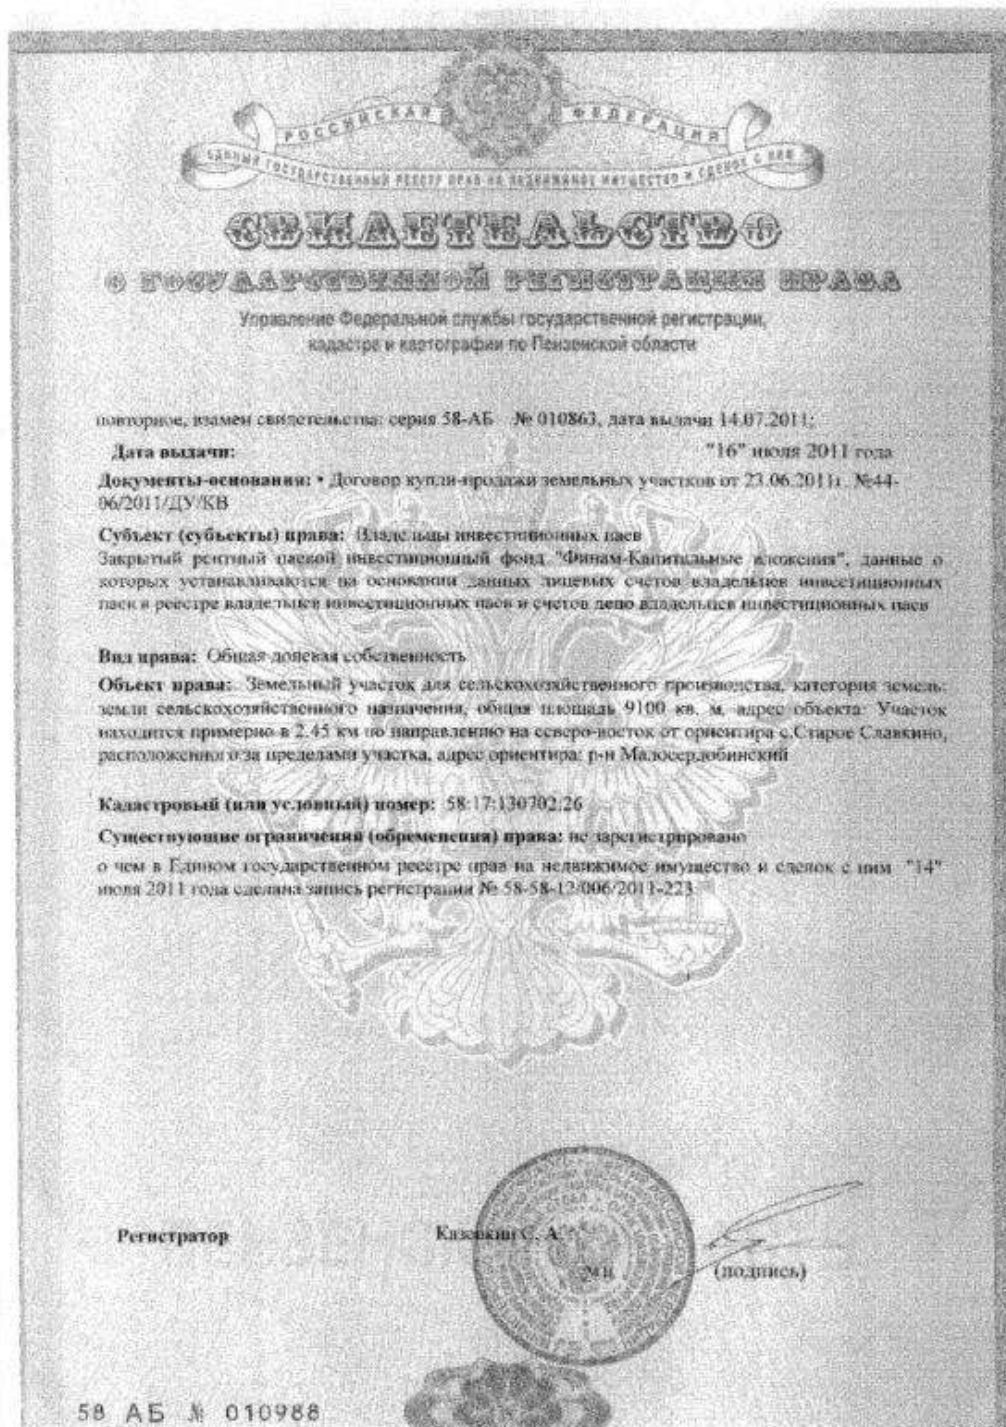 РОССИЙСКАЯ ФЕДЕРАЦИЯ
ЕДИНЫЙ ГОСУДАРСТВЕННЫЙ РЕЕСТР ПРАВ НА НЕДВИЖИМОЕ ИМУЩЕСТВО И СДЕЛОК С НИМ
СВИДЕТЕЛЬСТВО
О ГОСУДАРСТВЕННОЙ РЕГИСТРАЦИИ ПРАВА
Управление Федеральной службы государственной регистрации,
кадастра и картографии по Пензенской области
повторное, взамен свидетельства: серия 58-АБ № 010863, дата выдачи 14.07.2011;
Дата выдачи: "16" июля 2011 года
Документы-основания: • Договор купли-продажи земельных участков от 23.06.2011г. №44-
06/2011/ДУ/КВ
Субъект (субъекты) права: Владельцы инвестиционных паев
Закрытый рентный паевой инвестиционный фонд "Финам-Капитальные вложения", данные о
которых устанавливаются на основании данных лицевых счетов владельцев инвестиционных
паев в реестре владельцев инвестиционных паев и счетов депо владельцев инвестиционных паев
Вид права: Общая долевая собственность
Объект права: Земельный участок для сельскохозяйственного производства, категория земель:
земли сельскохозяйственного назначения, общая площадь 9100 кв. м, адрес объекта: Участок
находится примерно в 2.45 км по направлению на северо-восток от ориентира с.Старое Славкино,
расположенного за пределами участка, адрес ориентира: р-н Малосердобинский
Кадастровый (или условный) номер: 58:17:130702:26
Существующие ограничения (обременения) права: не зарегистрировано
о чем в Едином государственном реестре прав на недвижимое имущество и сделок с ним "14"
июля 2011 года сделана запись регистрации № 58-58-12/006/2011-223
Регистратор С. А.
м.п.
(подпись)
58 АБ № 010988